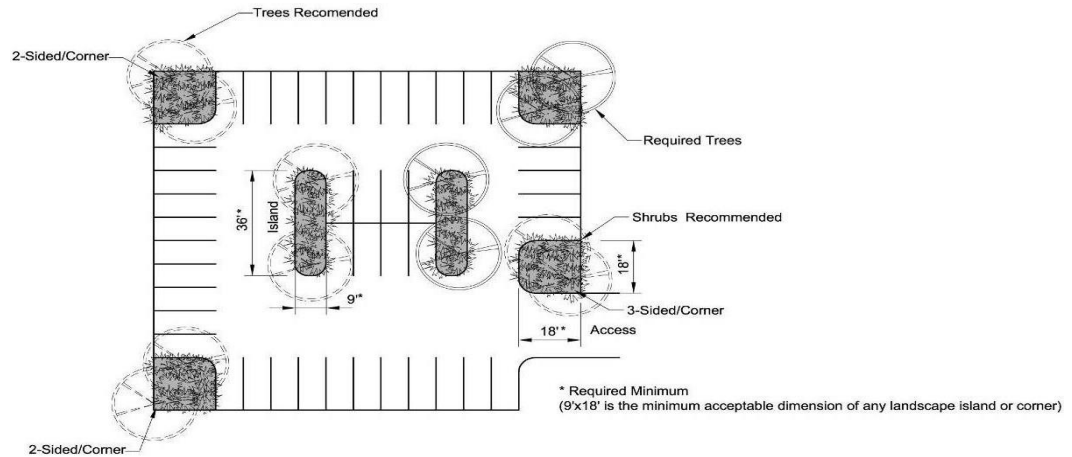 Trees Recomended
2-Sided/Corner
Required Trees
Shrubs Recommended
36'*
Island
18'*
9'*
3-Sided/Corner
18'*
Access
* Required Minimum
(9'x18' is the minimum acceptable dimension of any landscape island or corner)
2-Sided/Corner